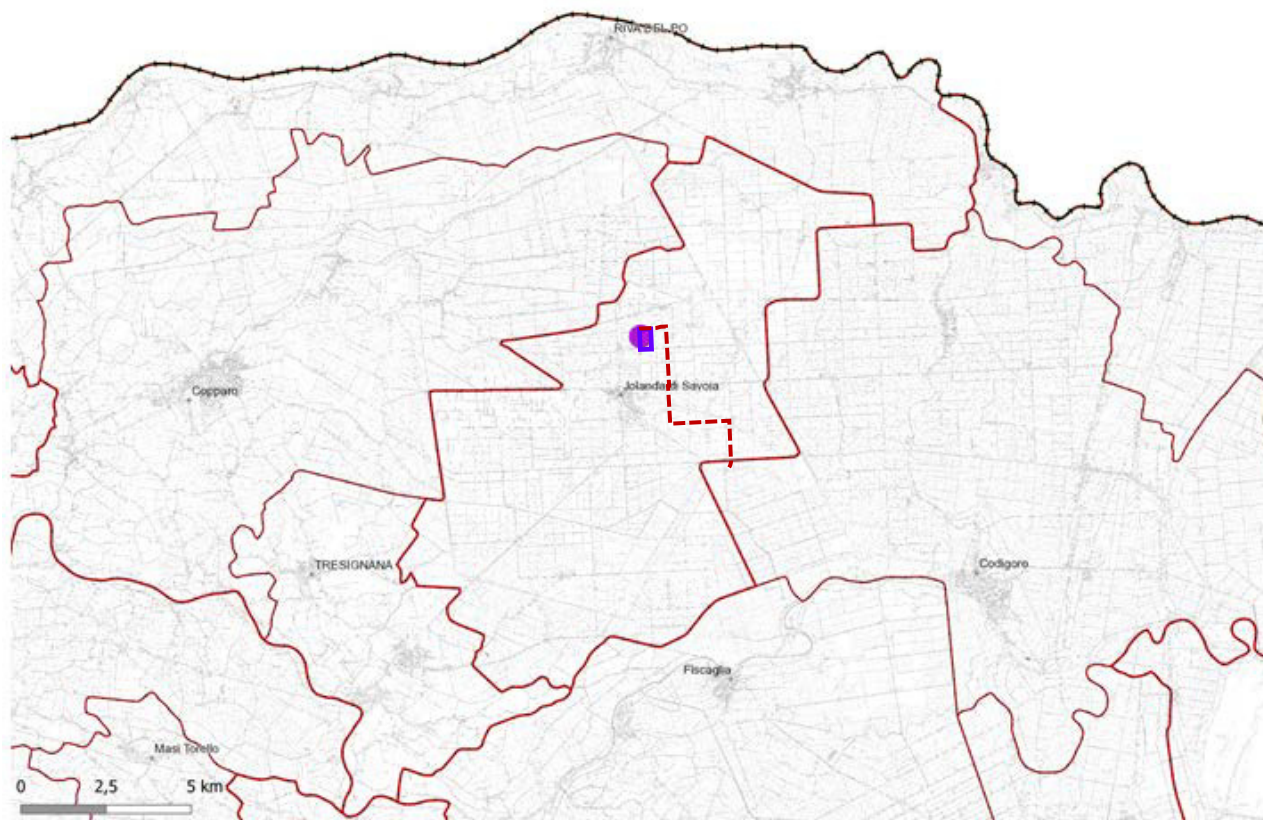 RIVA DEL PO
Jolanda di Savoia
Copparo
TRESIGNANA
Codigoro
Fiscaglia
Masi Torello
0 2,5 5 km